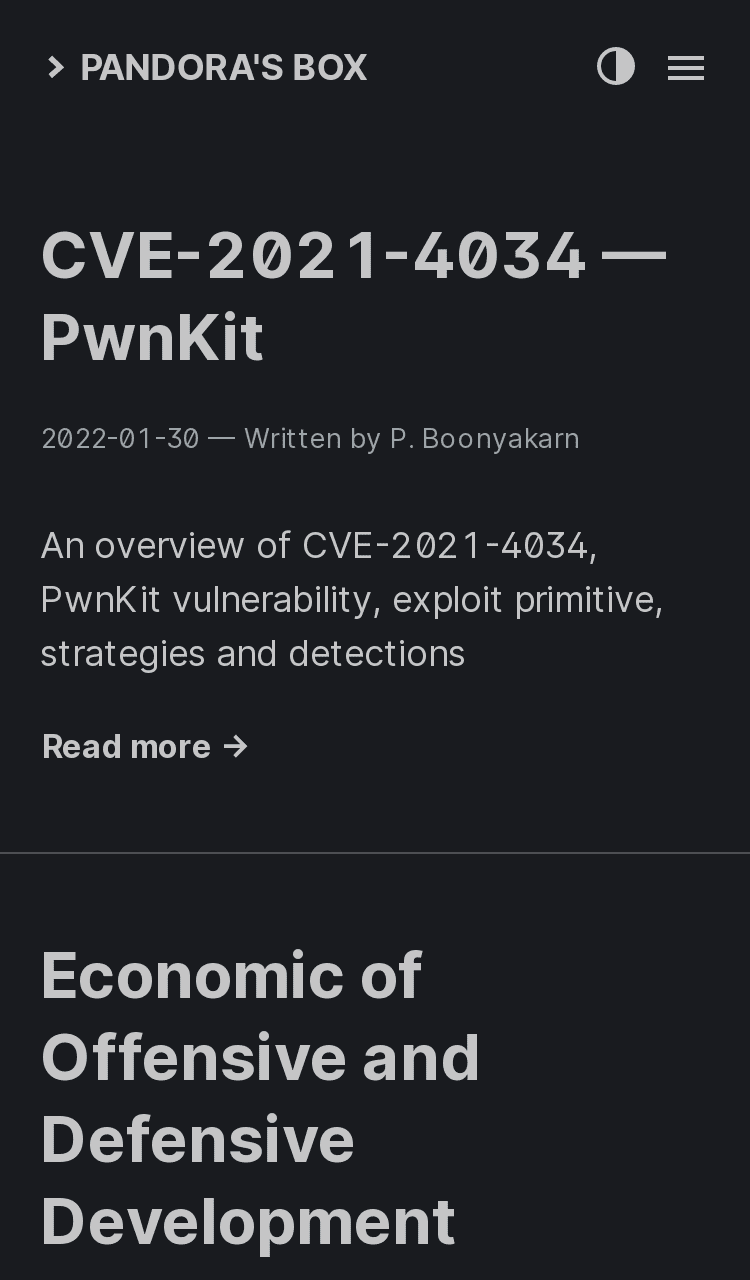 PANDORA'S BOX
CVE-2021-4034 —
PwnKit
2022-01-30 — Written by P. Boonyakarn
An overview of CVE-2021-4034,
PwnKit vulnerability, exploit primitive,
strategies and detections
Read more →
Economic of
Offensive and
Defensive
Development